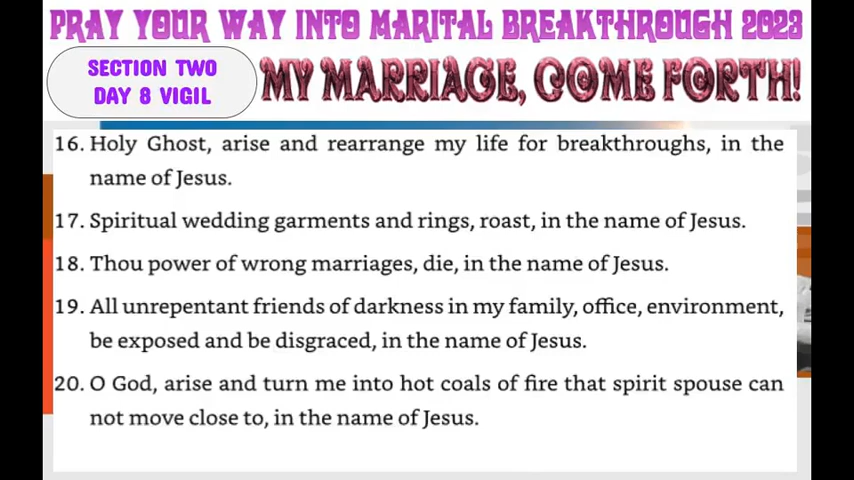 PRAY YOUR WAY INTO MARITAL BREAKTHROUGH 2023
SECTION TWO
DAY 8 VIGIL
MY MARRIAGE, COME FORTH!
16. Holy Ghost, arise and rearrange my life for breakthroughs, in the
name of Jesus.
17. Spiritual wedding garments and rings, roast, in the name of Jesus.
18. Thou power of wrong marriages, die, in the name of Jesus.
19. All unrepentant friends of darkness in my family, office, environment,
be exposed and be disgraced, in the name of Jesus.
20. O God, arise and turn me into hot coals of fire that spirit spouse can
not move close to, in the name of Jesus.